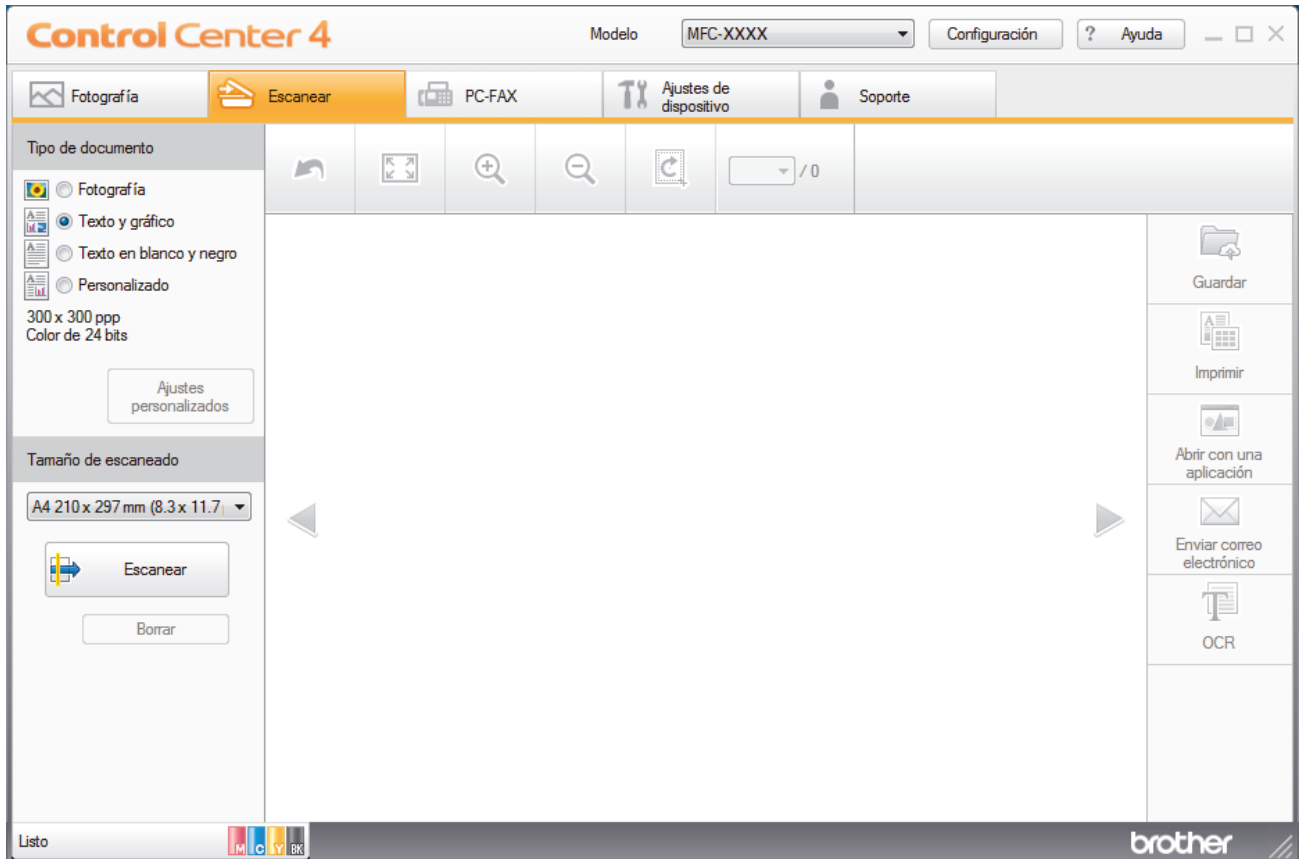 Control Center 4
Modelo
MFC-XXXX
Configuración
? Ayuda
Fotografía
Escanear
PC-FAX
Ajustes de
dispositivo
Soporte
Tipo de documento
Fotografía
Texto y gráfico
Texto en blanco y negro
Personalizado
300 x 300 ppp
Color de 24 bits
Ajustes
personalizados
Tamaño de escaneado
A4 210 x 297 mm (8.3 x 11.7
Escanear
Borrar
/ 0
Guardar
Imprimir
Abrir con una
aplicación
Enviar correo
electrónico
OCR
Listo
M C Y BK
brother